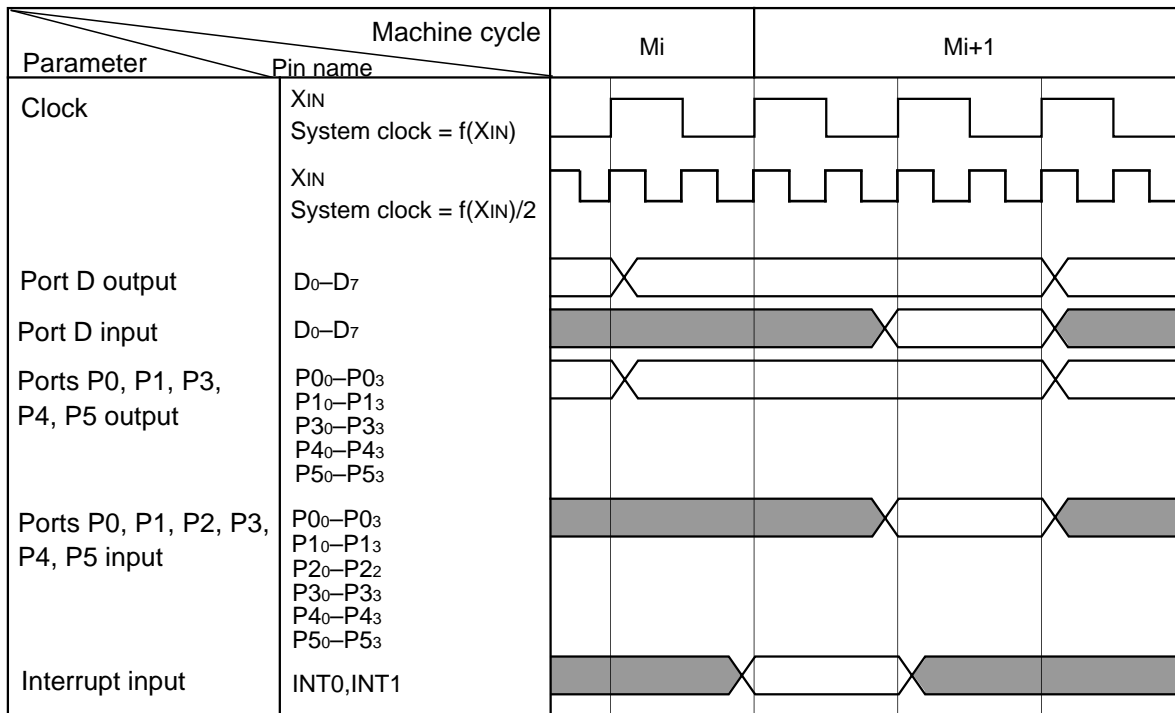 Machine cycle
Parameter
Pin name
Mi
Mi+1
Clock
XIN
System clock = f(XIN)
XIN
System clock = f(XIN)/2
Port D output
D0–D7
Port D input
D0–D7
Ports P0, P1, P3,
P4, P5 output
P00–P03
P10–P13
P30–P33
P40–P43
P50–P53
Ports P0, P1, P2, P3,
P4, P5 input
P00–P03
P10–P13
P20–P22
P30–P33
P40–P43
P50–P53
Interrupt input
INT0,INT1